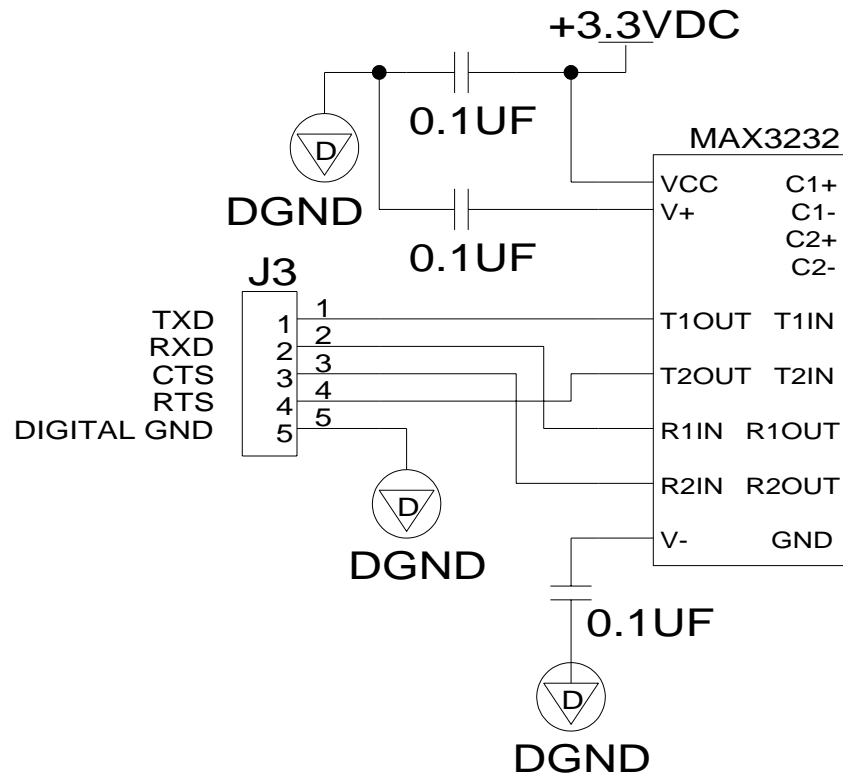 +3.3VDC
0.1UF
D
DGND
MAX3232
VCC C1+
V+ C1-
C2+
C2-
0.1UF
J3
TXD 1 1
RXD 2 2
CTS 3 3
RTS 4 4
DIGITAL GND 5 5
T1OUT T1IN
T2OUT T2IN
R1IN R1OUT
R2IN R2OUT
V- GND
D
DGND
0.1UF
D
DGND